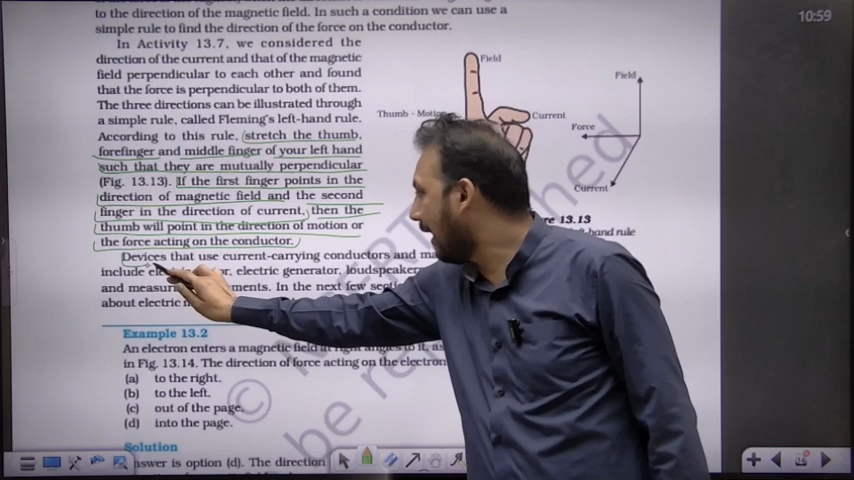 to the direction of the magnetic field. In such a condition we can use a
simple rule to find the direction of the force on the conductor.
In Activity 13.7, we considered the
direction of the current and that of the magnetic
field perpendicular to each other and found
that the force is perpendicular to both of them.
The three directions can be illustrated through
a simple rule, called Fleming's left-hand rule.
According to this rule, stretch the thumb,
forefinger and middle finger of your left hand
such that they are mutually perpendicular
(Fig. 13.13). If the first finger points in the
direction of magnetic field and the second
finger in the direction of current, then the
thumb will point in the direction of motion or
the force acting on the conductor.
Devices that use current-carrying conductors and
include electric, electric generator, loudspeakers
and measuring. In the next few
about electric
Field
Thumb - Motion
Current
Field
Force
Current
13.13
hand rule
Example 13.2
An electron enters a magnetic field at right angles to it, as
in Fig. 13.14. The direction of force acting on the electron
(a) to the right.
(b) to the left.
(c) out of the page.
(d) into the page.
Solution
Answer is option (d). The direction
10:59
© NCERT
be republished